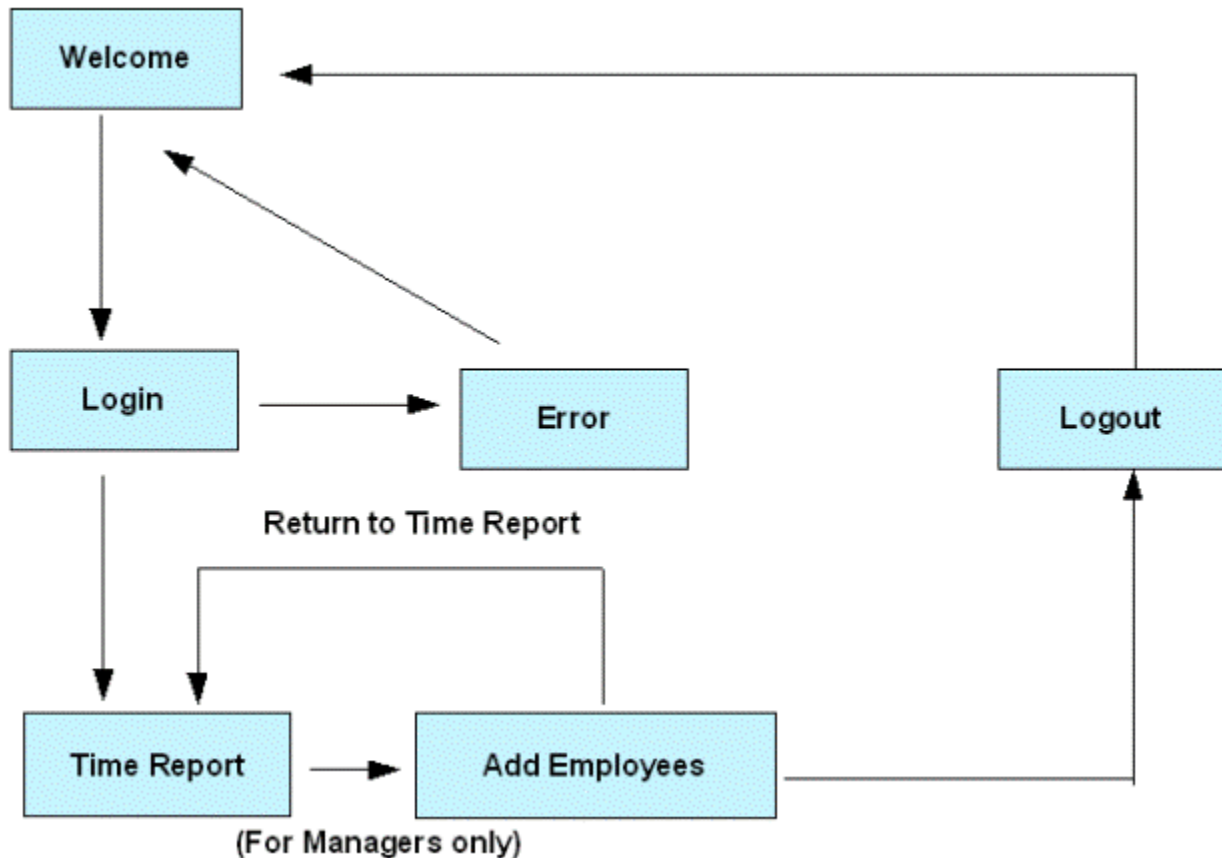 Welcome
Login
Error
Logout
Return to Time Report
Time Report
Add Employees
(For Managers only)